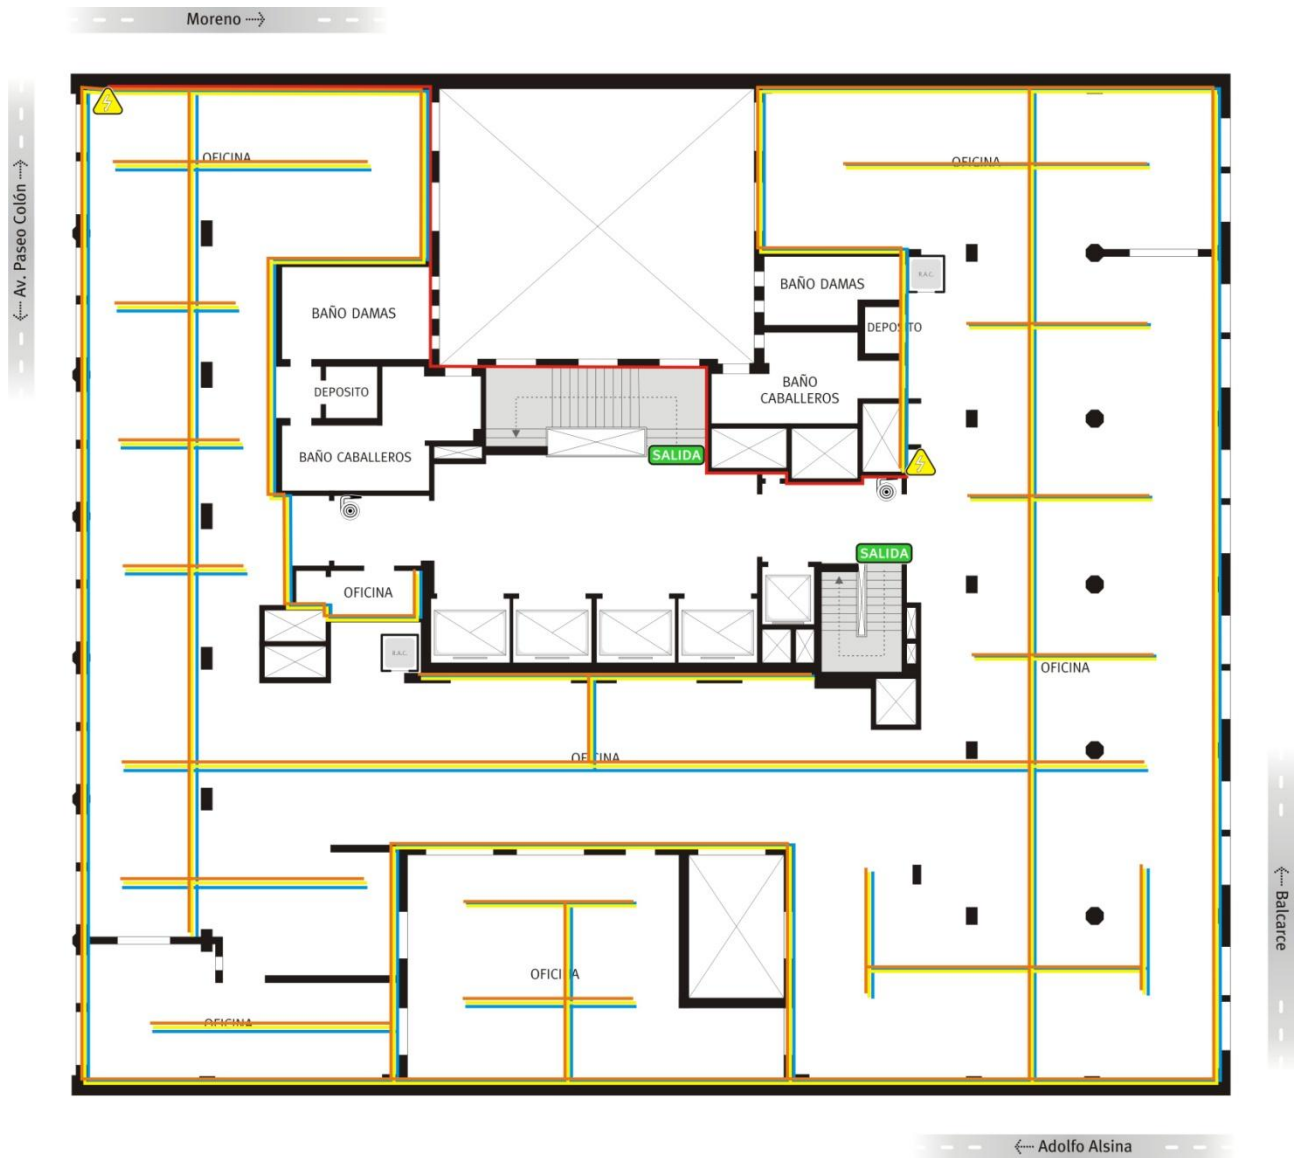 Moreno
Av. Paseo Colón
OFICINA
OFICINA
BAÑO DAMAS
BAÑO DAMAS
R.A.C.
DEPOSITO
DEPOSITO
BAÑO
CABALLEROS
BAÑO CABALLEROS
SALIDA
SALIDA
OFICINA
R.A.C.
OFICINA
OFICINA
OFICINA
OFICINA
Balcarce
Adolfo Alsina